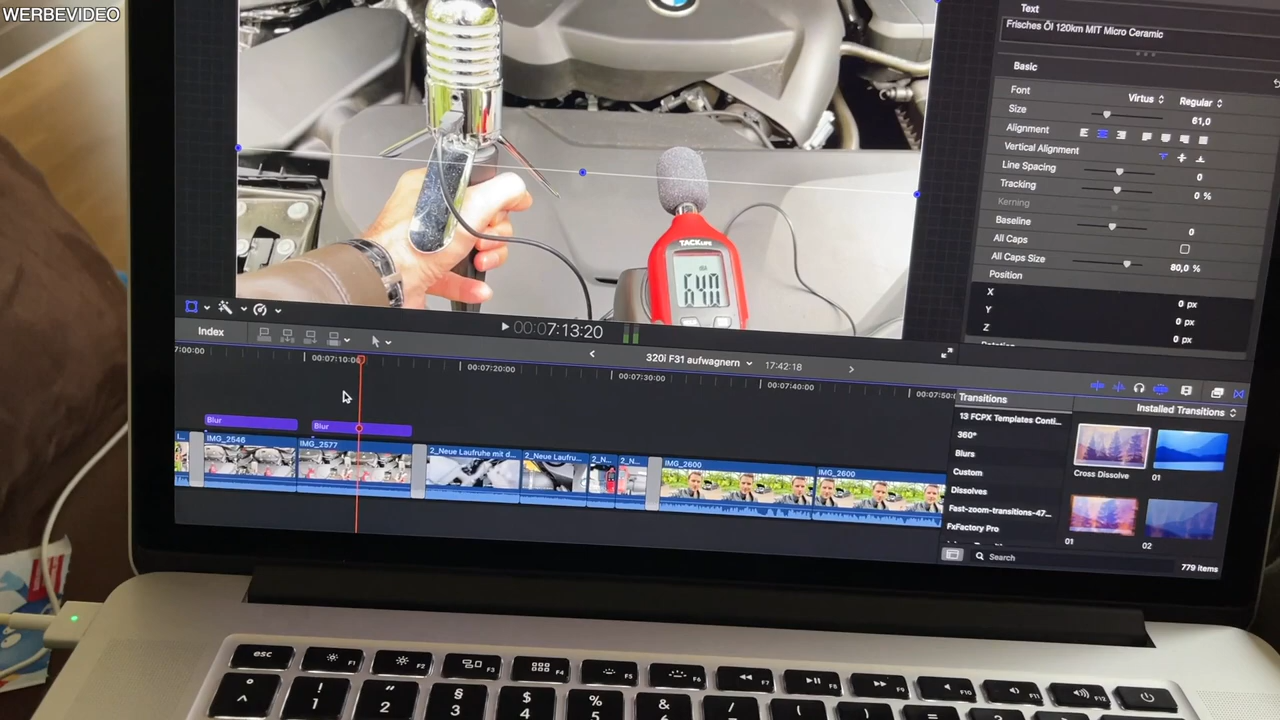 WERBEVIDEO
Text
Frisches Öl 120km MIT Micro Ceramic
Basic
Font
Virtus
Regular
Size
61,0
Alignment
Vertical Alignment
Line Spacing
0
Tracking
0 %
Kerning
Baseline
0
All Caps
All Caps Size
80,0 %
Position
X
0 px
Y
0 px
Z
0 px
TACKLIFE
64.0
00:07:13:20
Index
320i F31 aufwagnern
17:42:18
7:00:00
00:07:10:00
00:07:20:00
00:07:30:00
00:07:40:00
00:07:50:
Blur
Blur
I...
IMG_2546
IMG_2577
2_Neue Laufruhe mit d...
2_Neue Laufru...
2_N...
2_N...
IMG_2600
IMG_2600
Transitions
Installed Transitions
13 FCPX Templates Conti...
360°
Blurs
Custom
Dissolves
Fast-zoom-transitions-47...
FxFactory Pro
Cross Dissolve
01
01
02
Search
779 items
esc
F1
F2
F3
F4
F5
F6
F7
F8
F9
F10
F11
F12
^
!
1
"
2
§
3
$
4
%
5
&
6
/
(
)
=
?